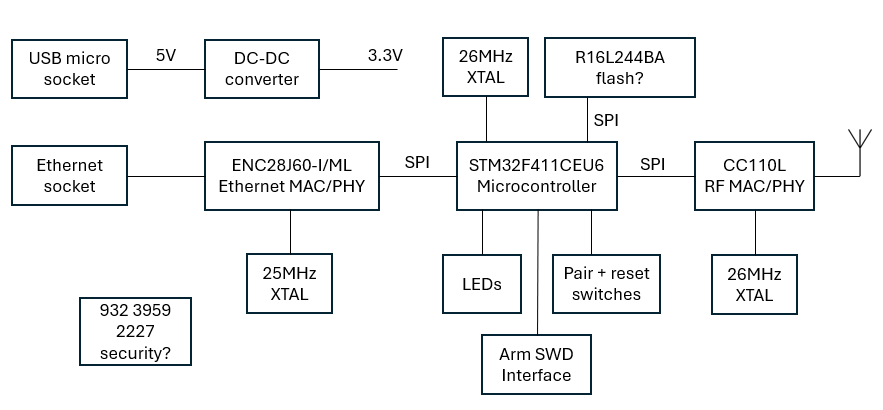 USB micro
socket
5V
DC-DC
converter
3.3V
26MHz
XTAL
R16L244BA
flash?
SPI
Ethernet
socket
ENC28J60-I/ML
Ethernet MAC/PHY
SPI
STM32F411CEU6
Microcontroller
SPI
CC110L
RF MAC/PHY
25MHz
XTAL
LEDs
Pair + reset
switches
26MHz
XTAL
932 3959
2227
security?
Arm SWD
Interface